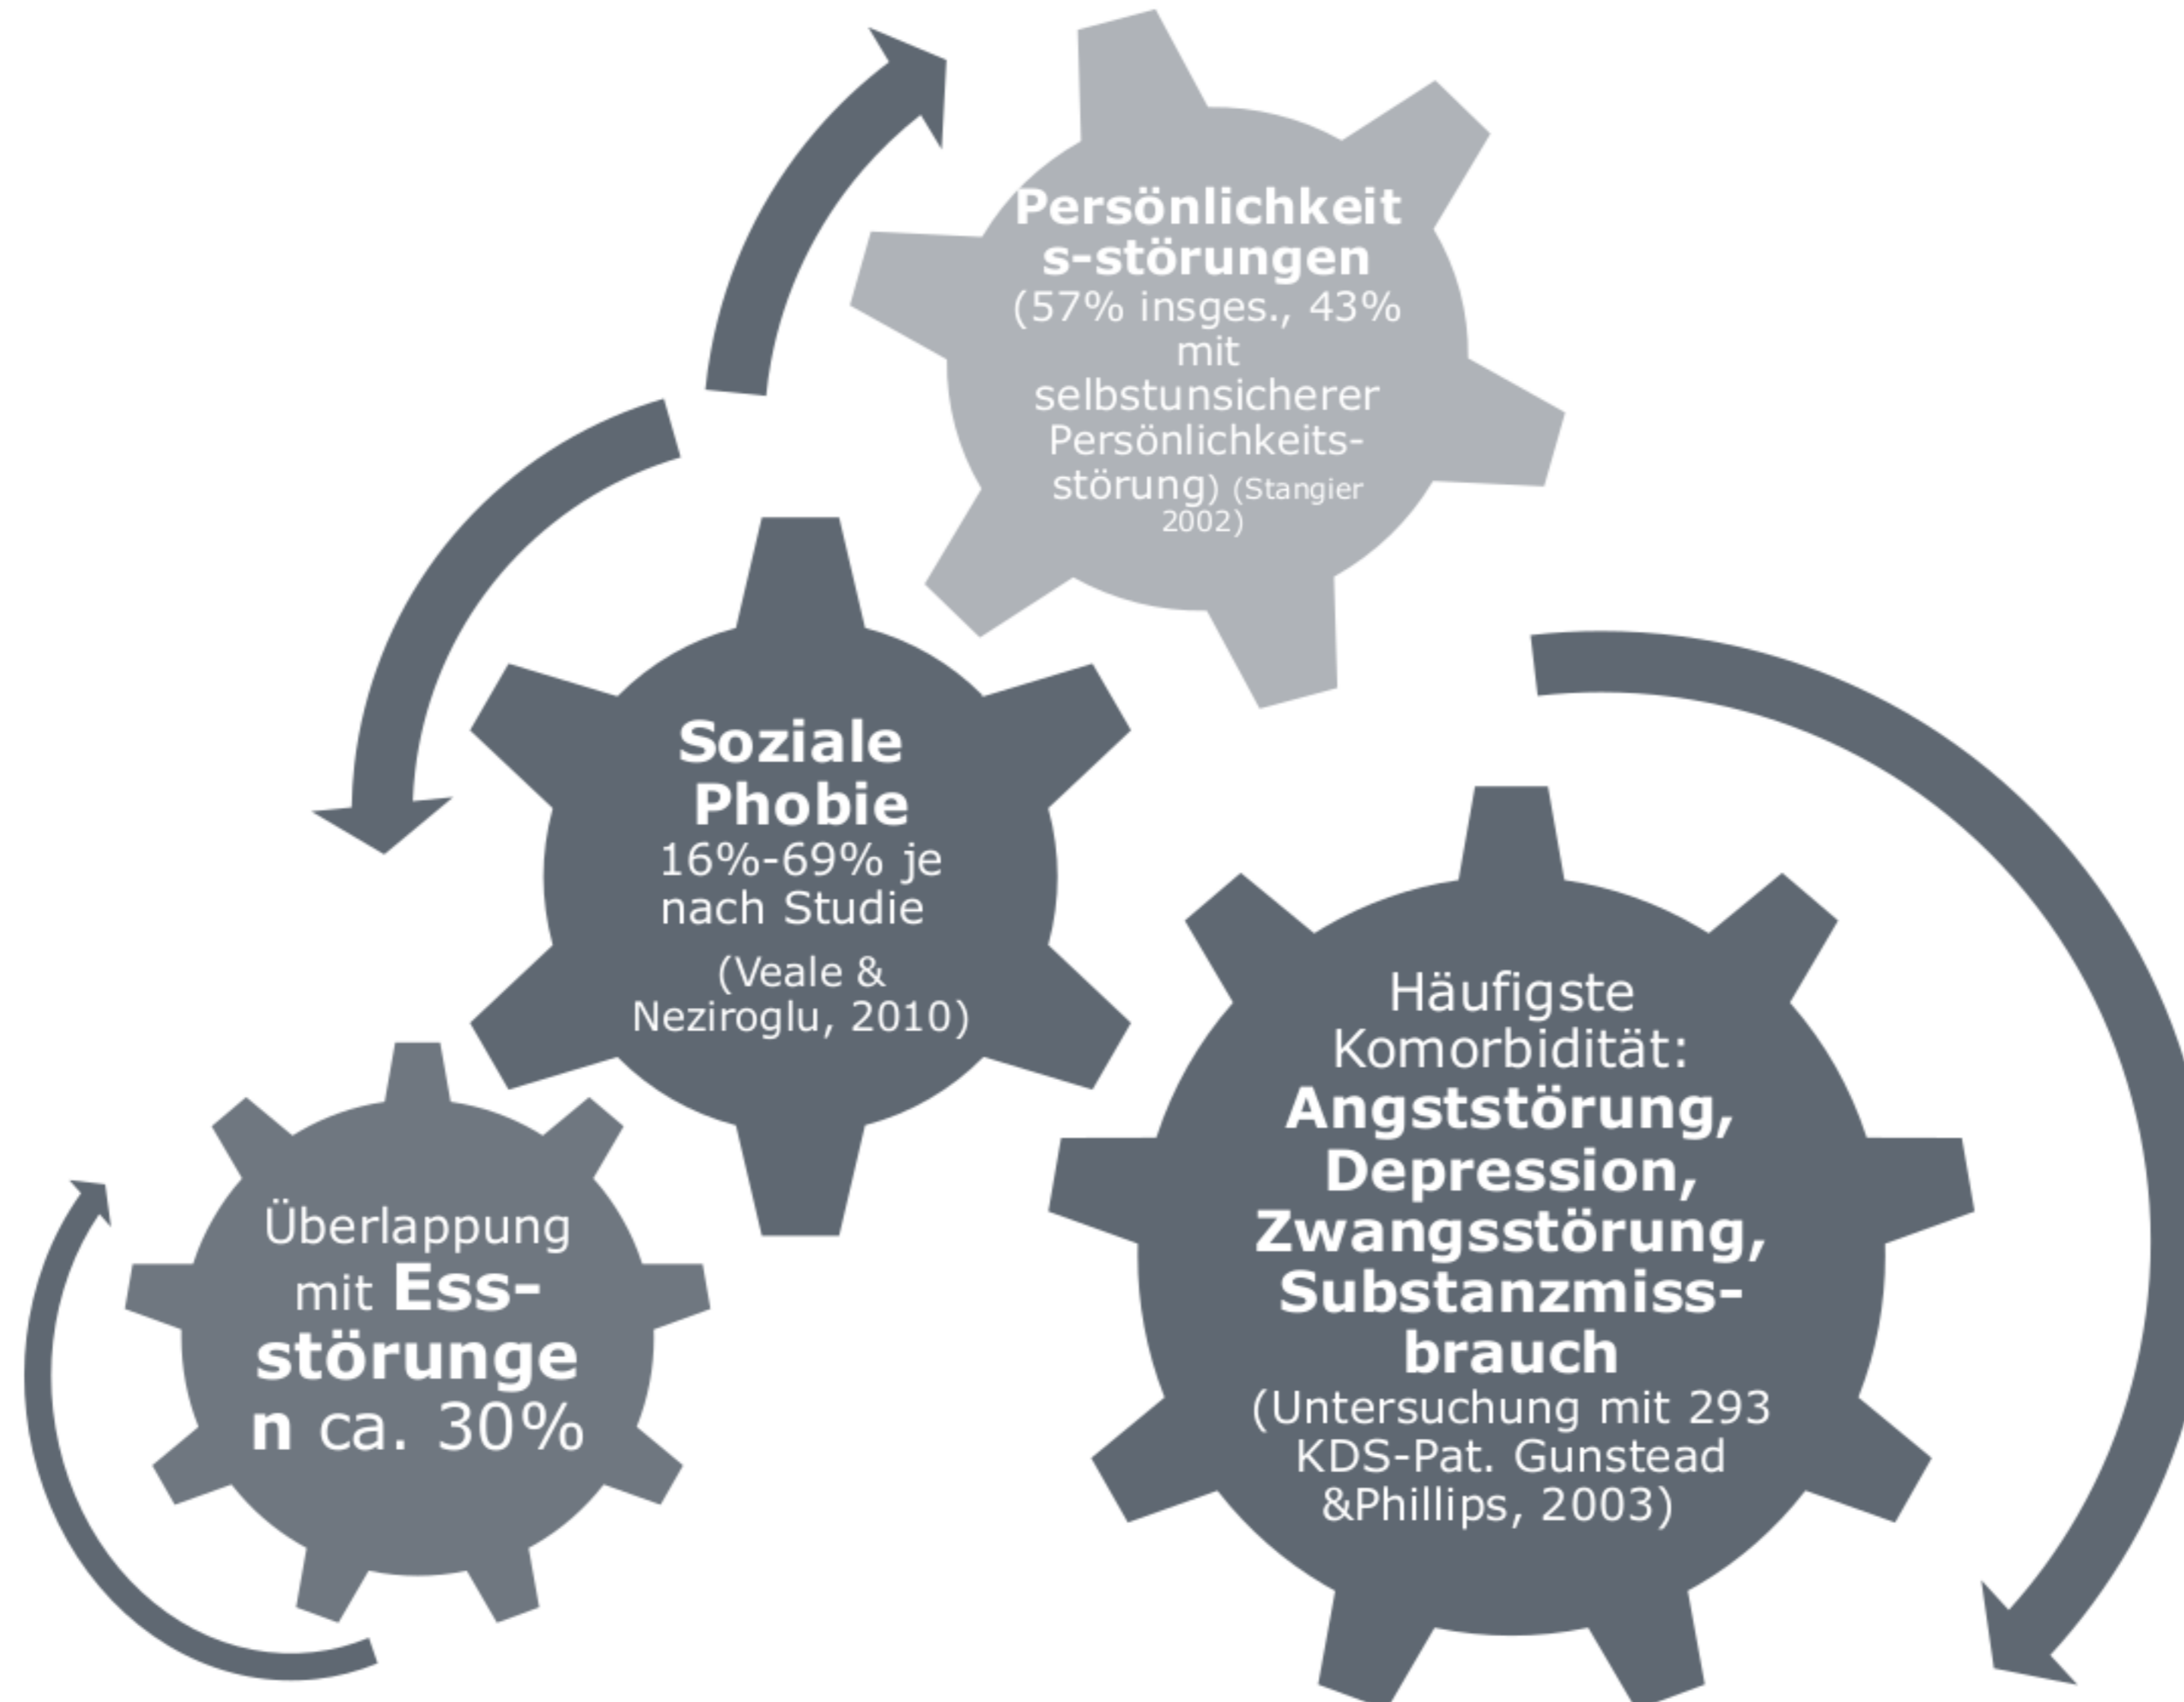 Persönlichkeit
s-störungen
(57% insges., 43%
mit
selbstunsicherer
Persönlichkeits-
störung) (Stangier
2002)
Soziale
Phobie
16%-69% je
nach Studie
(Veale &
Neziroglu, 2010)
Häufigste
Komorbidität:
Angststörung,
Depression,
Zwangsstörung,
Substanzmiss-
brauch
(Untersuchung mit 293
KDS-Pat. Gunstead
&Phillips, 2003)
Überlappung
mit Ess-
störunge
n ca. 30%